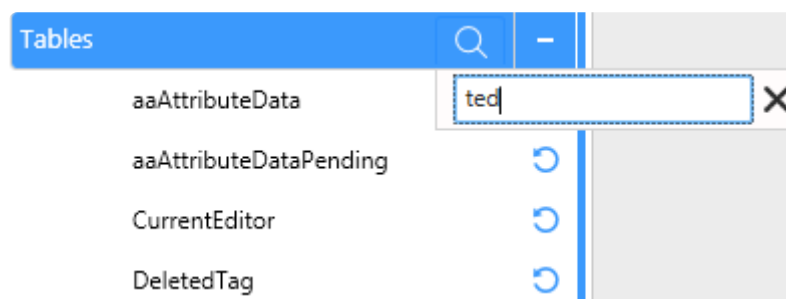 Tables
aaAttributeData
ted
aaAttributeDataPending
CurrentEditor
DeletedTag